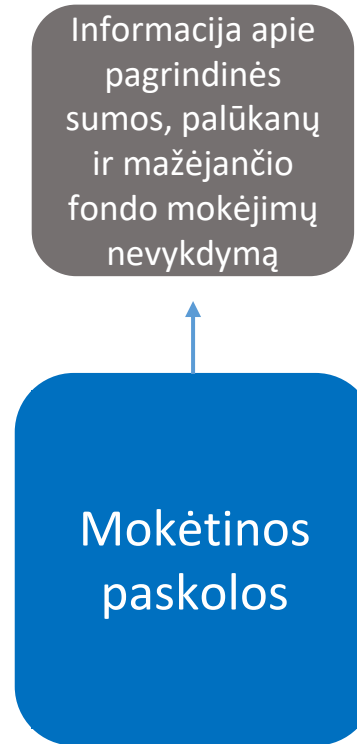 Informacija apie
pagrindinės
sumos, palūkanų
ir mažėjančio
fondo mokėjimų
nevykdymą
Mokėtinos
paskolos